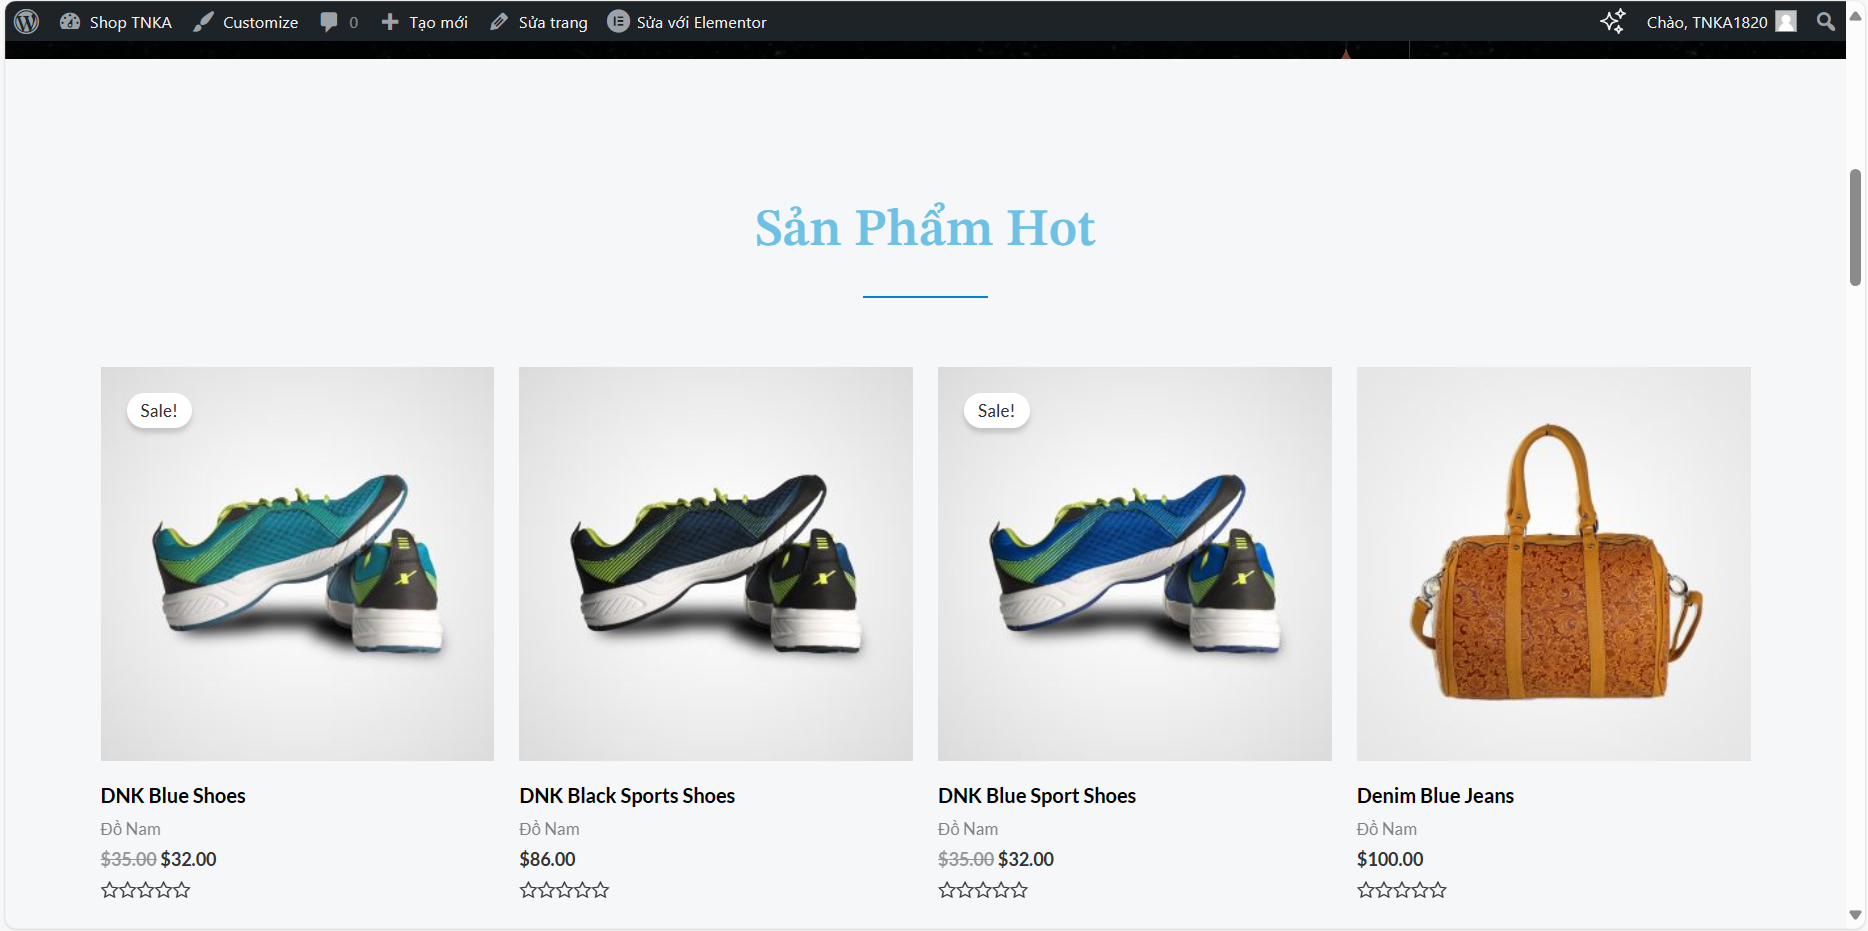 Shop TNKA Customize 0 Tạo mới Sửa trang Sửa với Elementor Chào, TNKA1820
Sản Phẩm Hot
Sale!
Sale!
DNK Blue Shoes
Đồ Nam
$35.00 $32.00
DNK Black Sports Shoes
Đồ Nam
$86.00
DNK Blue Sport Shoes
Đồ Nam
$35.00 $32.00
Denim Blue Jeans
Đồ Nam
$100.00